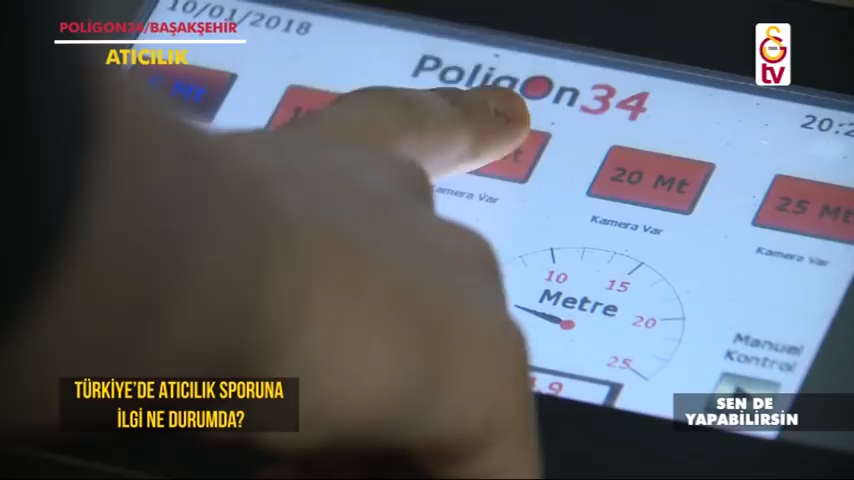 POLİGON34/BAŞAKŞEHİR
ATICILIK
10/01/2018
PoligOn34
tv
20:2
Mt
20 Mt
25 Mt
Kamera Var
Kamera Var
Kamera Var
10
15
Metre
20
25
Manuel
Kontrol
TÜRKİYE'DE ATICILIK SPORUNA
İLGİ NE DURUMDA?
SEN DE
YAPABİLİRSİN